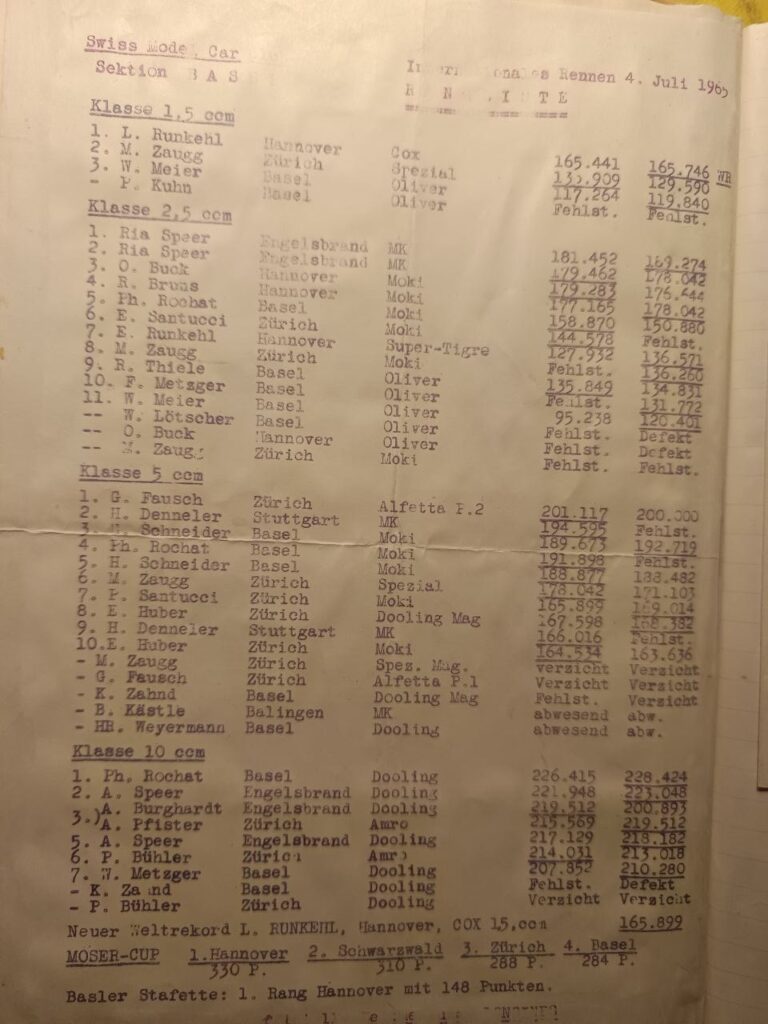 Swiss Model Car
Sektion BAS
Internationales Rennen 4. Juli 1965
RANGLISTE
Klasse 1,5 ccm
1. L. Runkehl Hannover Cox 165.441 165.746 WR
2. M. Zaugg Zürich Spezial 135.909 129.590
3. W. Meier Basel Oliver 117.264 119.840
- P. Kuhn Basel Oliver Fehlst. Fehlst.
Klasse 2,5 ccm
1. Ria Speer Engelsbrand MK 181.452 189.274
2. Ria Speer Engelsbrand MK 179.462 178.042
3. O. Buck Hannover Moki 179.283 176.644
4. R. Bruns Hannover Moki 177.165 178.042
5. Ph. Rochat Basel Moki 158.870 150.880
6. E. Santucci Zürich Moki 144.578 Fehlst.
7. E. Runkehl Hannover Super-Tigre 127.932 136.571
8. M. Zaugg Zürich Moki Fehlst. 136.260
9. R. Thiele Basel Oliver 135.849 134.831
10. F. Metzger Basel Oliver Fehlst. 131.772
11. W. Meier Basel Oliver 95.238 120.401
-- W. Lötscher Basel Oliver Fehlst. Defekt
-- O. Buck Hannover Oliver Fehlst. Defekt
-- M. Zaugg Zürich Moki Fehlst. Fehlst.
Klasse 5 ccm
1. G. Fausch Zürich Alfetta P.2 201.117 200.000
2. H. Denneler Stuttgart MK 194.595 Fehlst.
3. H. Schneider Basel Moki 189.673 192.719
4. Ph. Rochat Basel Moki 191.898 Fehlst.
5. H. Schneider Basel Moki 188.877 188.482
6. M. Zaugg Zürich Spezial 178.042 171.103
7. P. Santucci Zürich Moki 165.899 169.014
8. E. Huber Zürich Dooling Mag 167.598 168.382
9. H. Denneler Stuttgart MK 166.016 Fehlst.
10.E. Huber Zürich Moki 164.534 163.636
- M. Zaugg Zürich Spez. Mag. verzicht Verzicht
- G. Fausch Zürich Alfetta P.1 Verzicht Verzicht
- K. Zahnd Basel Dooling Mag Fehlst. Verzicht
- B. Kästle Balingen MK abwesend abw.
- HR. Weyermann Basel Dooling abwesend abw.
Klasse 10 ccm
1. Ph. Rochat Basel Dooling 226.415 228.424
2. A. Speer Engelsbrand Dooling 221.948 223.048
3.) A. Burghardt Engelsbrand Dooling 219.512 200.893
A. Pfister Zürich Amro 215.569 219.512
5. A. Speer Engelsbrand Dooling 217.129 218.182
6. P. Bühler Zürich Amro 214.031 213.018
7. W. Metzger Basel Dooling 207.852 210.280
- K. Zahnd Basel Dooling Fehlst. Defekt
- P. Bühler Zürich Dooling Verzicht Verzicht
Neuer Weltrekord L. RUNKEHL, Hannover, COX 1,5,ccm 165.899
MOSER-CUP 1.Hannover 2. Schwarzwald 3. Zürich 4. Basel
330 P. 310 P. 288 P. 284 P.
Basler Stafette: 1. Rang Hannover mit 148 Punkten.